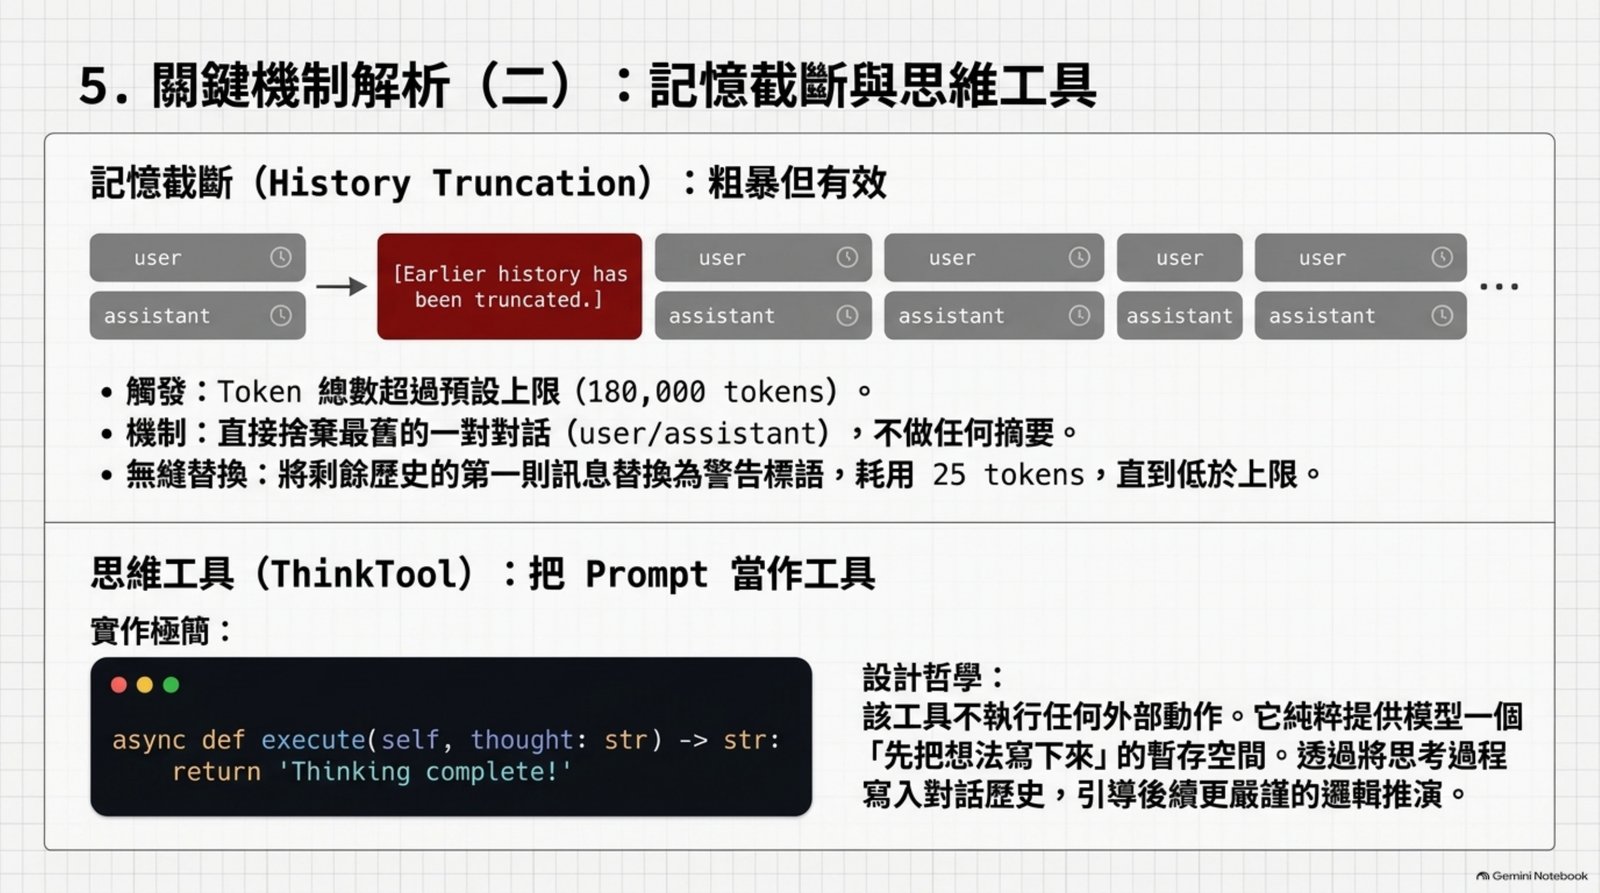 5. 關鍵機制解析（二）：記憶截斷與思維工具
記憶截斷（History Truncation）：粗暴但有效
user
assistant
[Earlier history has
been truncated.]
user
assistant
user
assistant
user
assistant
user
assistant
...
• 觸發：Token 總數超過預設上限（180,000 tokens）。
• 機制：直接捨棄最舊的一對對話（user/assistant），不做任何摘要。
• 無縫替換：將剩餘歷史的第一則訊息替換為警告標語，耗用 25 tokens，直到低於上限。
思維工具（ThinkTool）：把 Prompt 當作工具
實作極簡：
async def execute(self, thought: str) -> str:
    return 'Thinking complete!'
設計哲學：
該工具不執行任何外部動作。它純粹提供模型一個
「先把想法寫下來」的暫存空間。透過將思考過程
寫入對話歷史，引導後續更嚴謹的邏輯推演。
Gemini Notebook